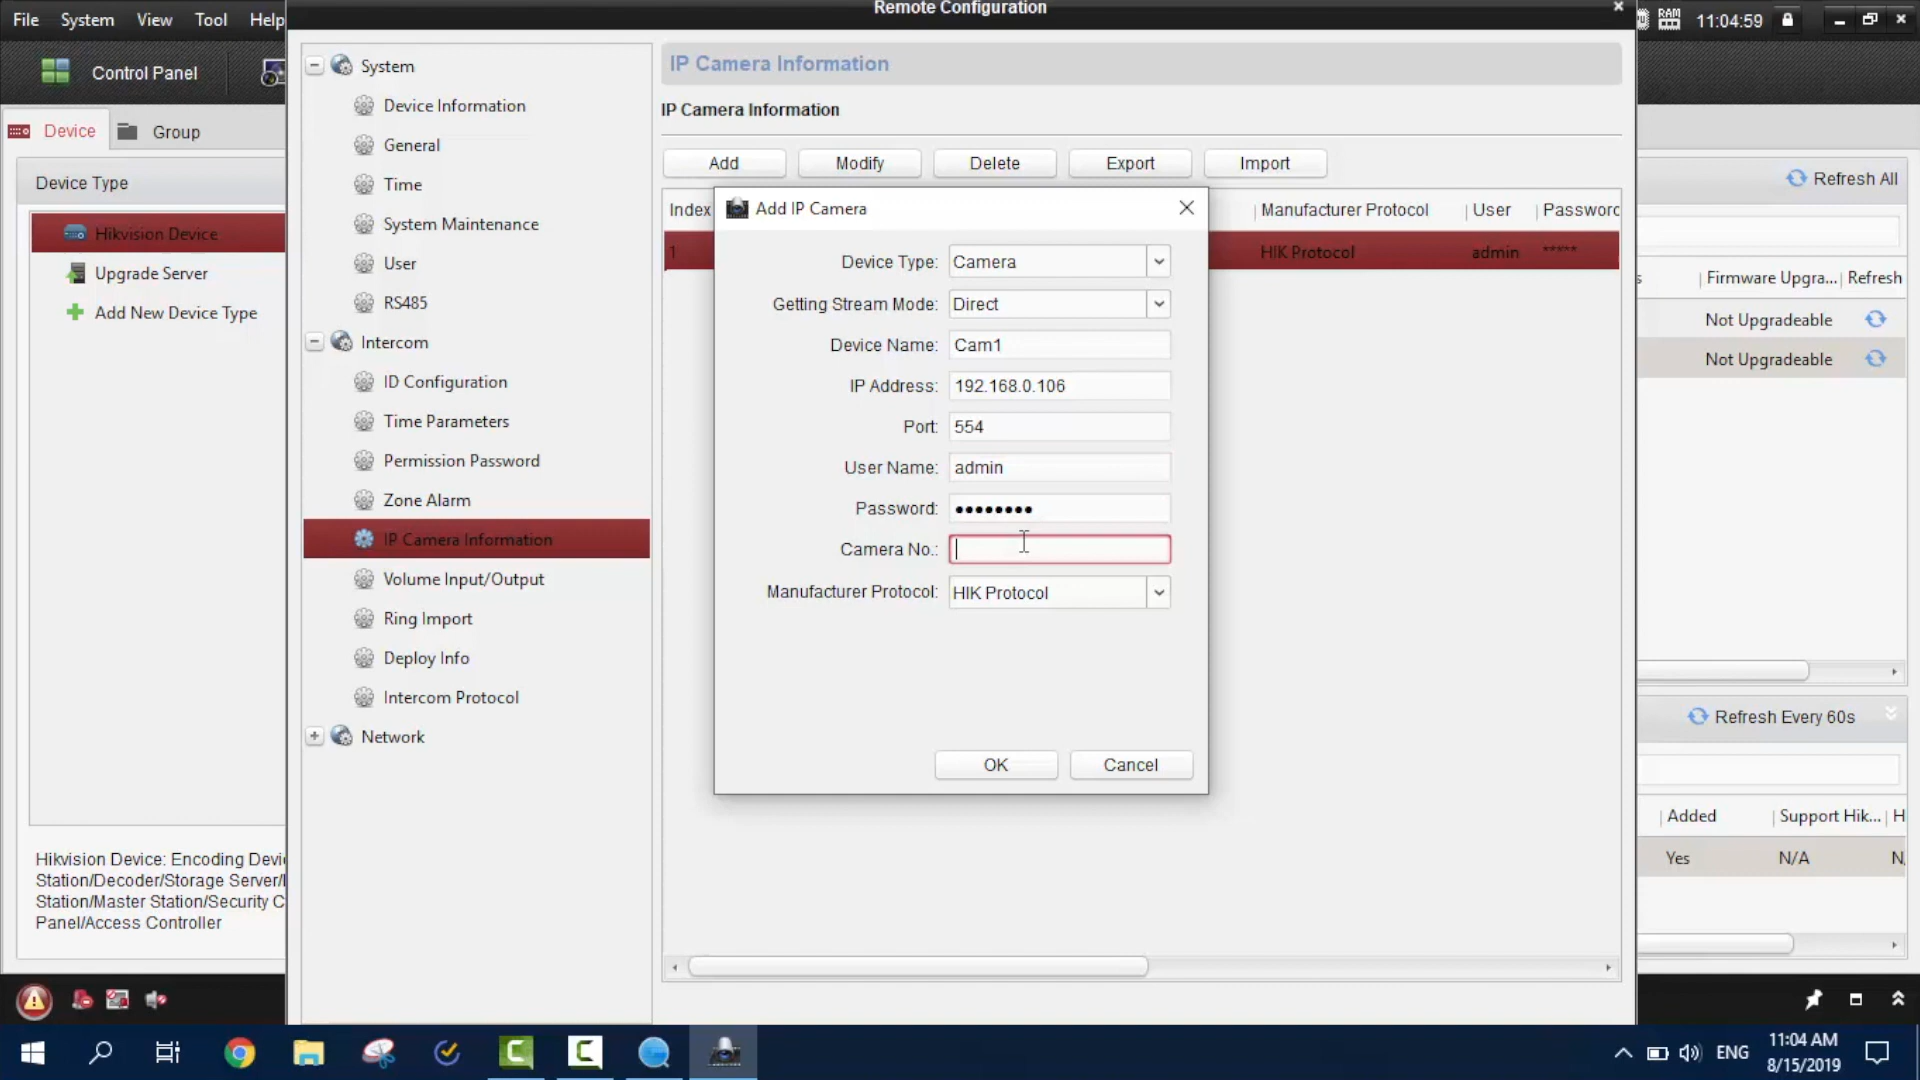 File System View Tool Help
Remote Configuration
RAM 11:04:59
Control Panel
Device
Group
Device Type
Hikvision Device
Upgrade Server
Add New Device Type
Hikvision Device: Encoding Devi
Station/Decoder/Storage Server/
Station/Master Station/Security C
Panel/Access Controller
System
Device Information
General
Time
System Maintenance
User
RS485
Intercom
ID Configuration
Time Parameters
Permission Password
Zone Alarm
IP Camera Information
Volume Input/Output
Ring Import
Deploy Info
Intercom Protocol
Network
IP Camera Information
IP Camera Information
Add Modify Delete Export Import
Index Manufacturer Protocol User Password
1 HIK Protocol admin *****
Add IP Camera
Device Type: Camera
Getting Stream Mode: Direct
Device Name: Cam1
IP Address: 192.168.0.106
Port: 554
User Name: admin
Password: ●●●●●●●●
Camera No.:
Manufacturer Protocol: HIK Protocol
OK Cancel
Refresh All
Firmware Upgra... Refresh
Not Upgradeable
Not Upgradeable
Refresh Every 60s
Added Support Hik... H
Yes N/A N
ENG
11:04 AM
8/15/2019